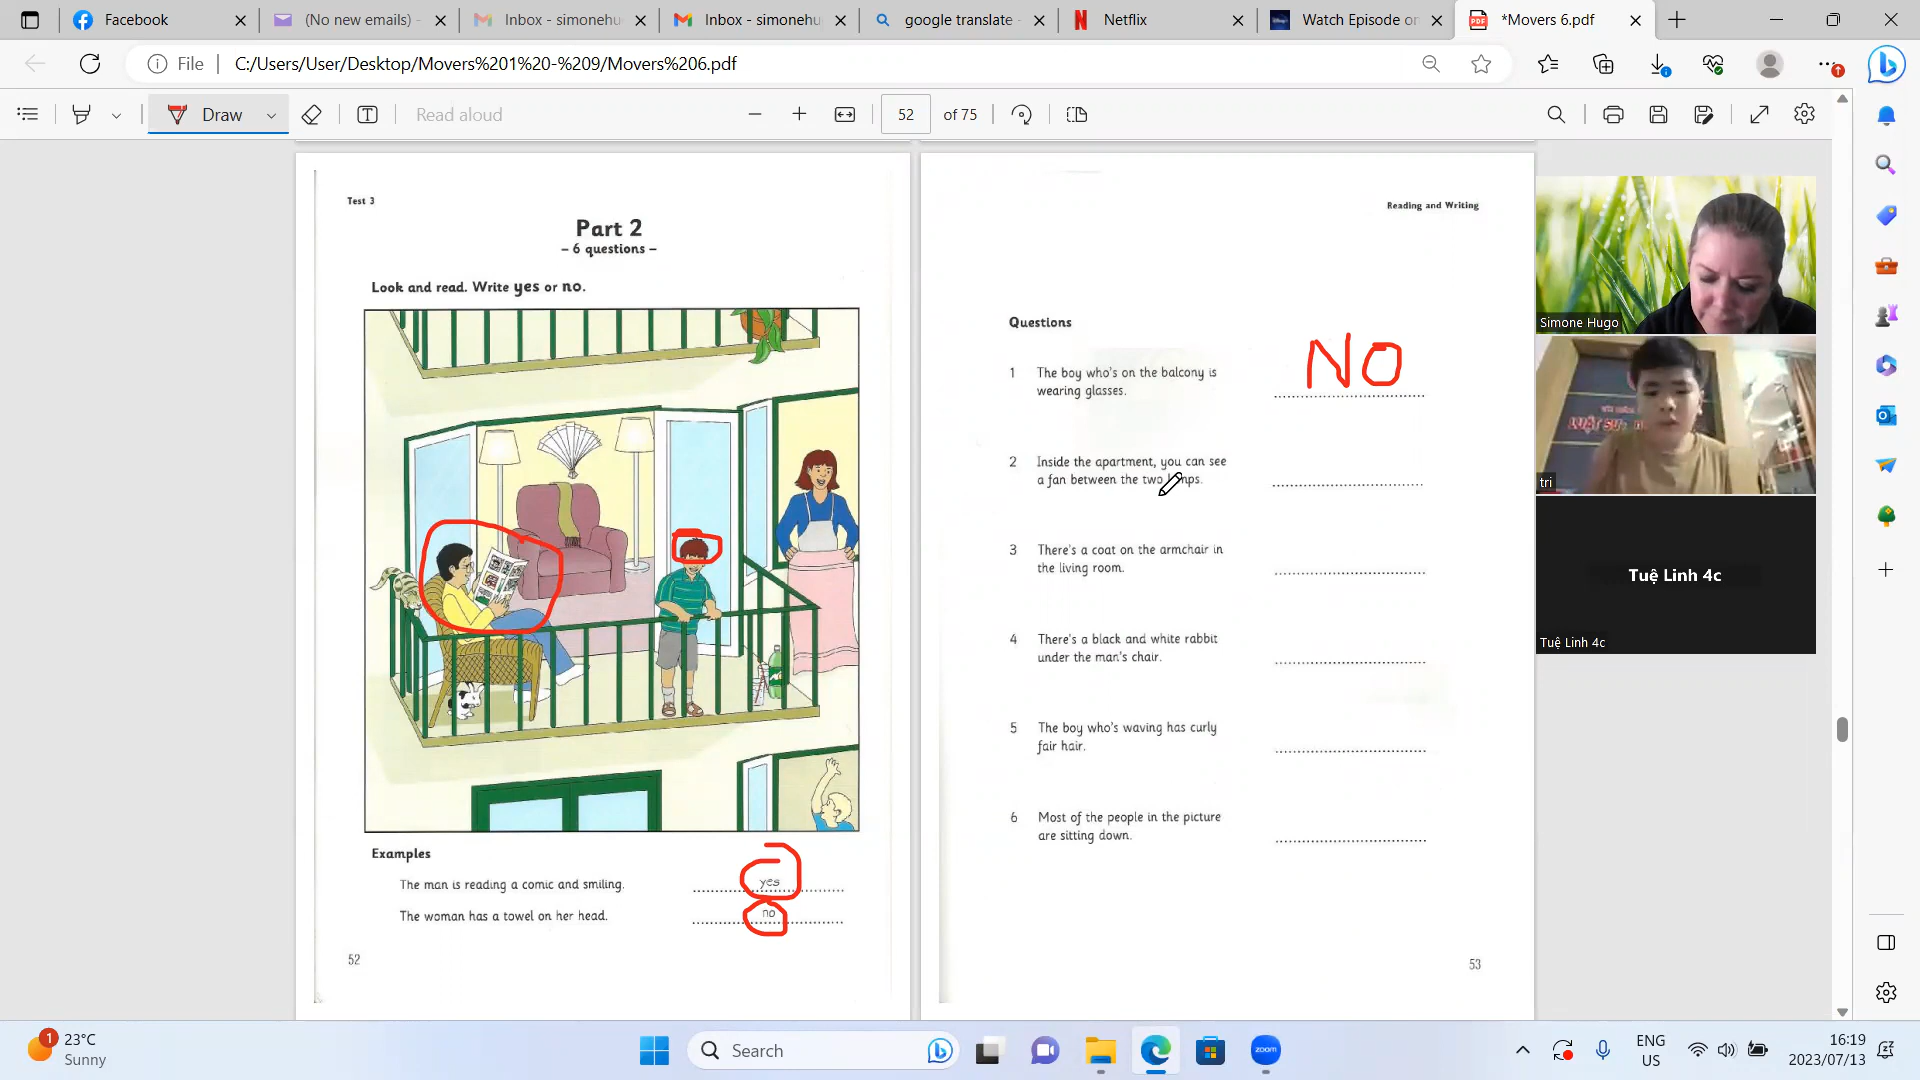 Facebook
(No new emails) -
Inbox - simonehu
Inbox - simonehu
google translate -
Netflix
Watch Episode on
*Movers 6.pdf
File
C:/Users/User/Desktop/Movers%201%20-%209/Movers%206.pdf
Draw
Read aloud
52
of 75
Test 3
Part 2
– 6 questions –
Look and read. Write yes or no.
Examples
The man is reading a comic and smiling.
yes
The woman has a towel on her head.
no
52
Reading and Writing
Questions
1 The boy who's on the balcony is
wearing glasses.
NO
2 Inside the apartment, you can see
a fan between the two
3 There's a coat on the armchair in
the living room.
4 There's a black and white rabbit
under the man's chair.
5 The boy who's waving has curly
fair hair.
6 Most of the people in the picture
are sitting down.
53
Simone Hugo
LUẬT SƯ
tri
Tuệ Linh 4c
Tuệ Linh 4c
1
23°C
Sunny
Search
zoom
ENG
US
16:19
2023/07/13